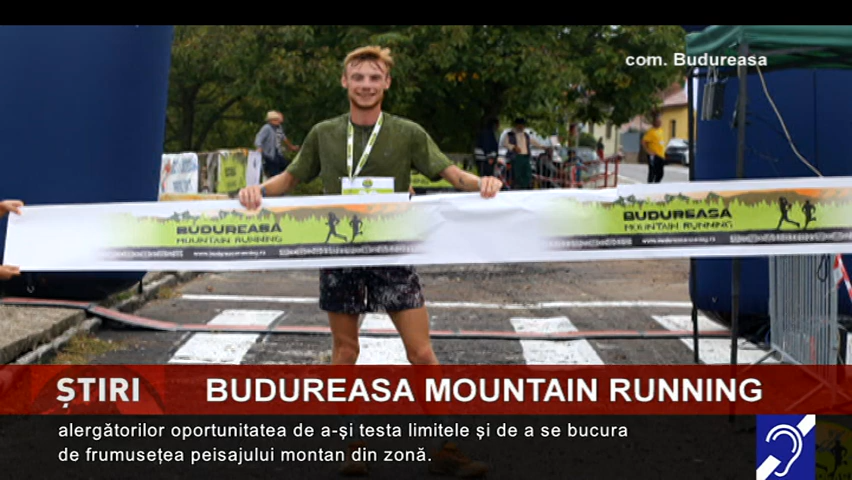 com. Budureasa
BUDUREASA
MOUNTAIN RUNNING
BUDUREASA
MOUNTAIN RUNNING
ȘTIRI
BUDUREASA MOUNTAIN RUNNING
alergătorilor oportunitatea de a-și testa limitele și de a se bucura
de frumusețea peisajului montan din zonă.